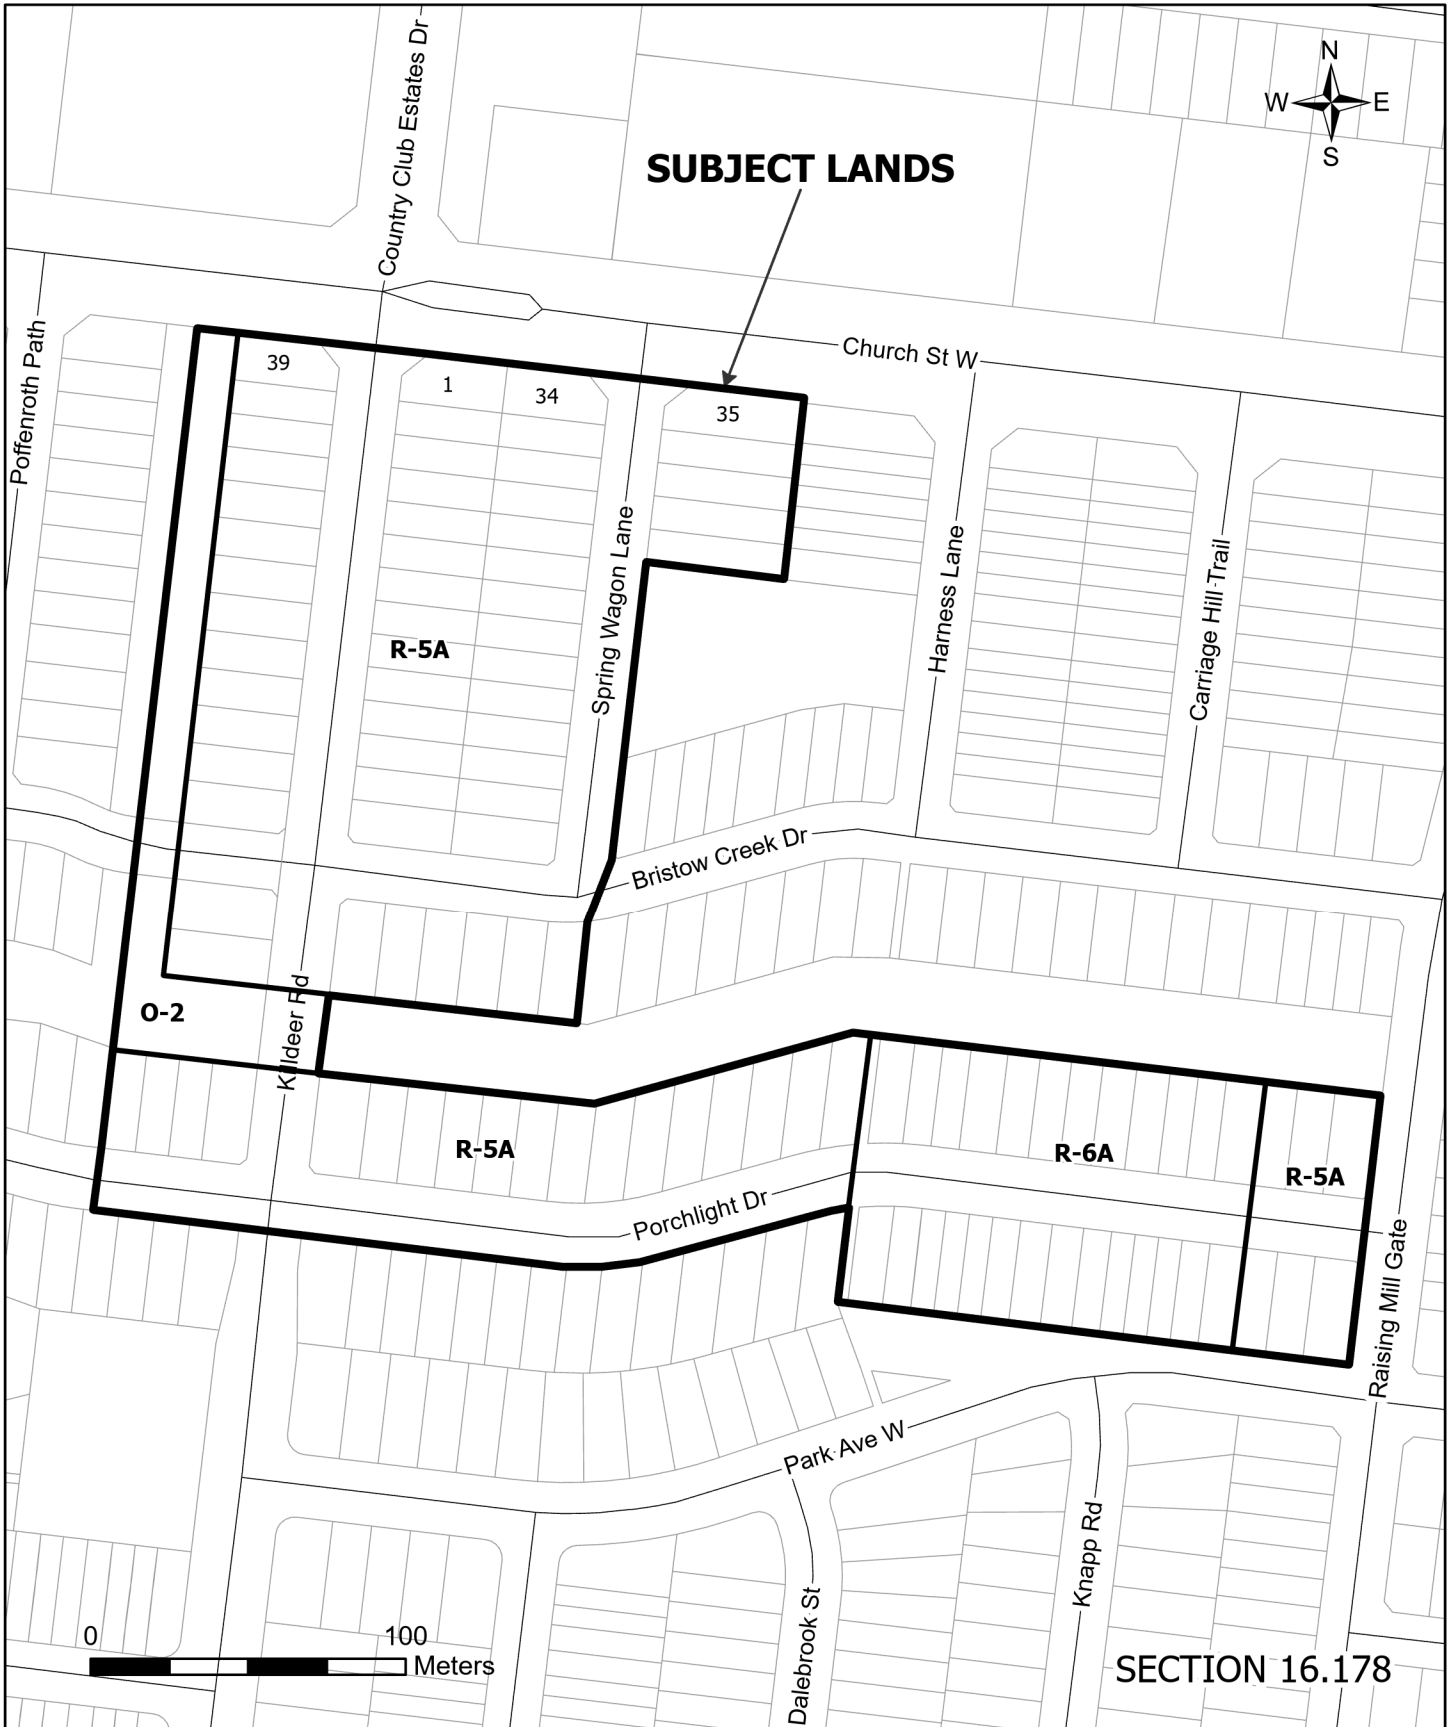 N
W E
S
Country Club Estates Dr
SUBJECT LANDS
Poffenroth Path
Church St W
39
1
34
35
Spring Wagon Lane
Harness Lane
Carriage Hill Trail
R-5A
Bristow Creek Dr
O-2
Killdeer Rd
R-5A
R-6A
R-5A
Porchlight Dr
Raising Mill Gate
Park Ave W
Knapp Rd
Dalebrook St
0 100
Meters
SECTION 16.178